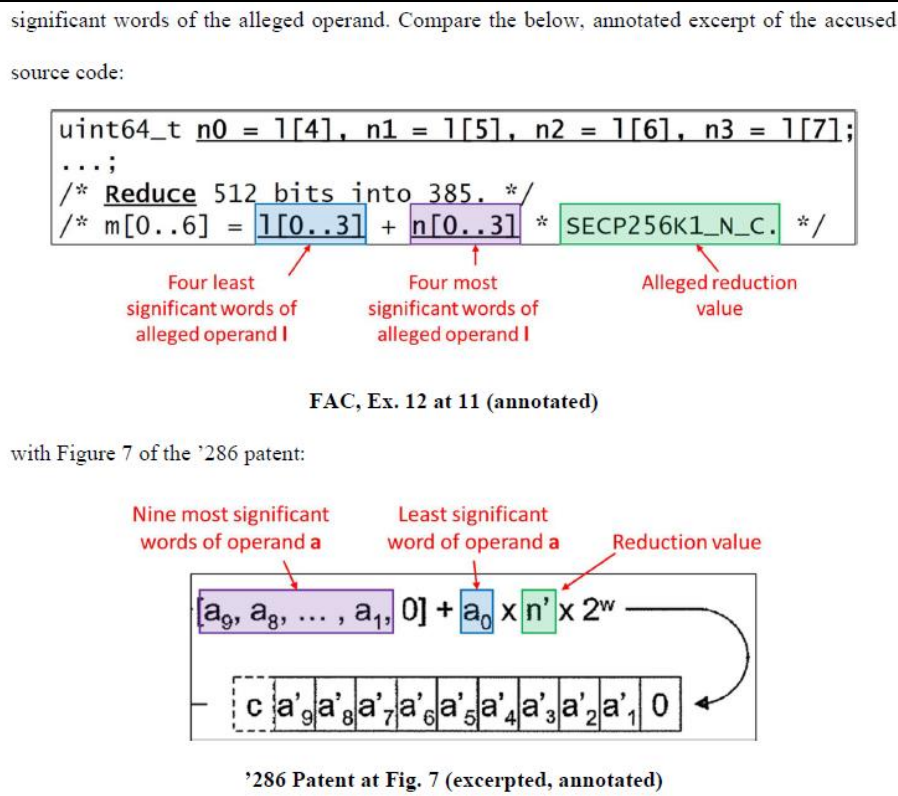 significant words of the alleged operand. Compare the below, annotated excerpt of the accused
source code:
uint64_t n0 = l[4], n1 = l[5], n2 = l[6], n3 = l[7];
...;
/* Reduce 512 bits into 385. */
/* m[0..6] = l[0..3] + n[0..3] * SECP256K1_N_C. */
Four least
significant words of
alleged operand l
Four most
significant words of
alleged operand l
Alleged reduction
value
FAC, Ex. 12 at 11 (annotated)
with Figure 7 of the ’286 patent:
Nine most significant
words of operand a
Least significant
word of operand a
Reduction value
[a₉, a₈, ... , a₁, 0] + a₀ x n' x 2ʷ
c a'₉ a'₈ a'₇ a'₆ a'₅ a'₄ a'₃ a'₂ a'₁ 0
’286 Patent at Fig. 7 (excerpted, annotated)